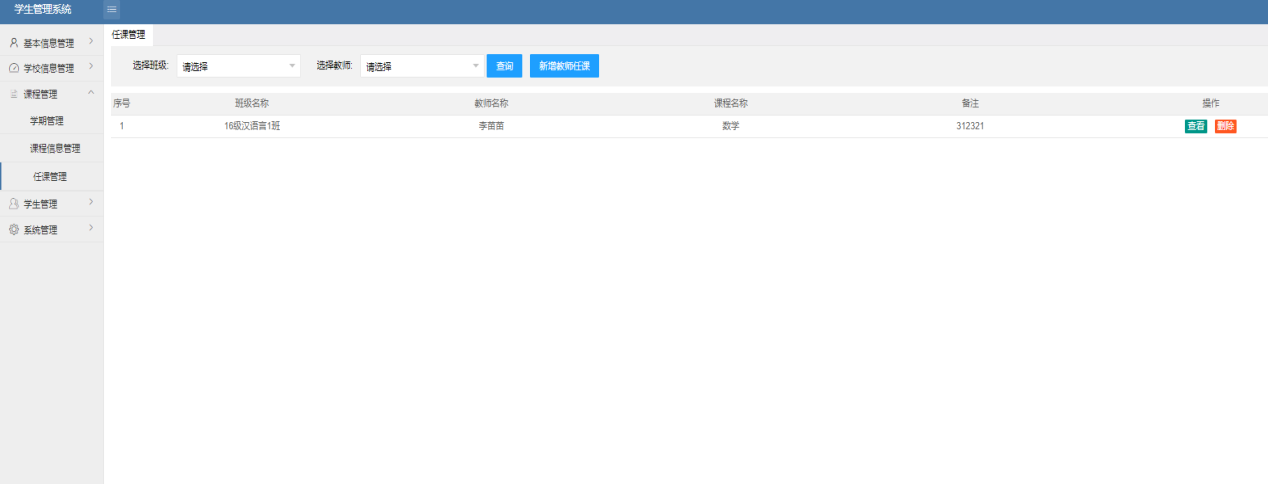 学生管理系统
基本信息管理
学校信息管理
课程管理
学期管理
课程信息管理
任课管理
学生管理
系统管理
任课管理
选择班级: 请选择 选择教师: 请选择 查询 新增教师任课
序号 班级名称 教师名称 课程名称 备注 操作
1 16级汉语言1班 李苗苗 数学 312321 查看 删除